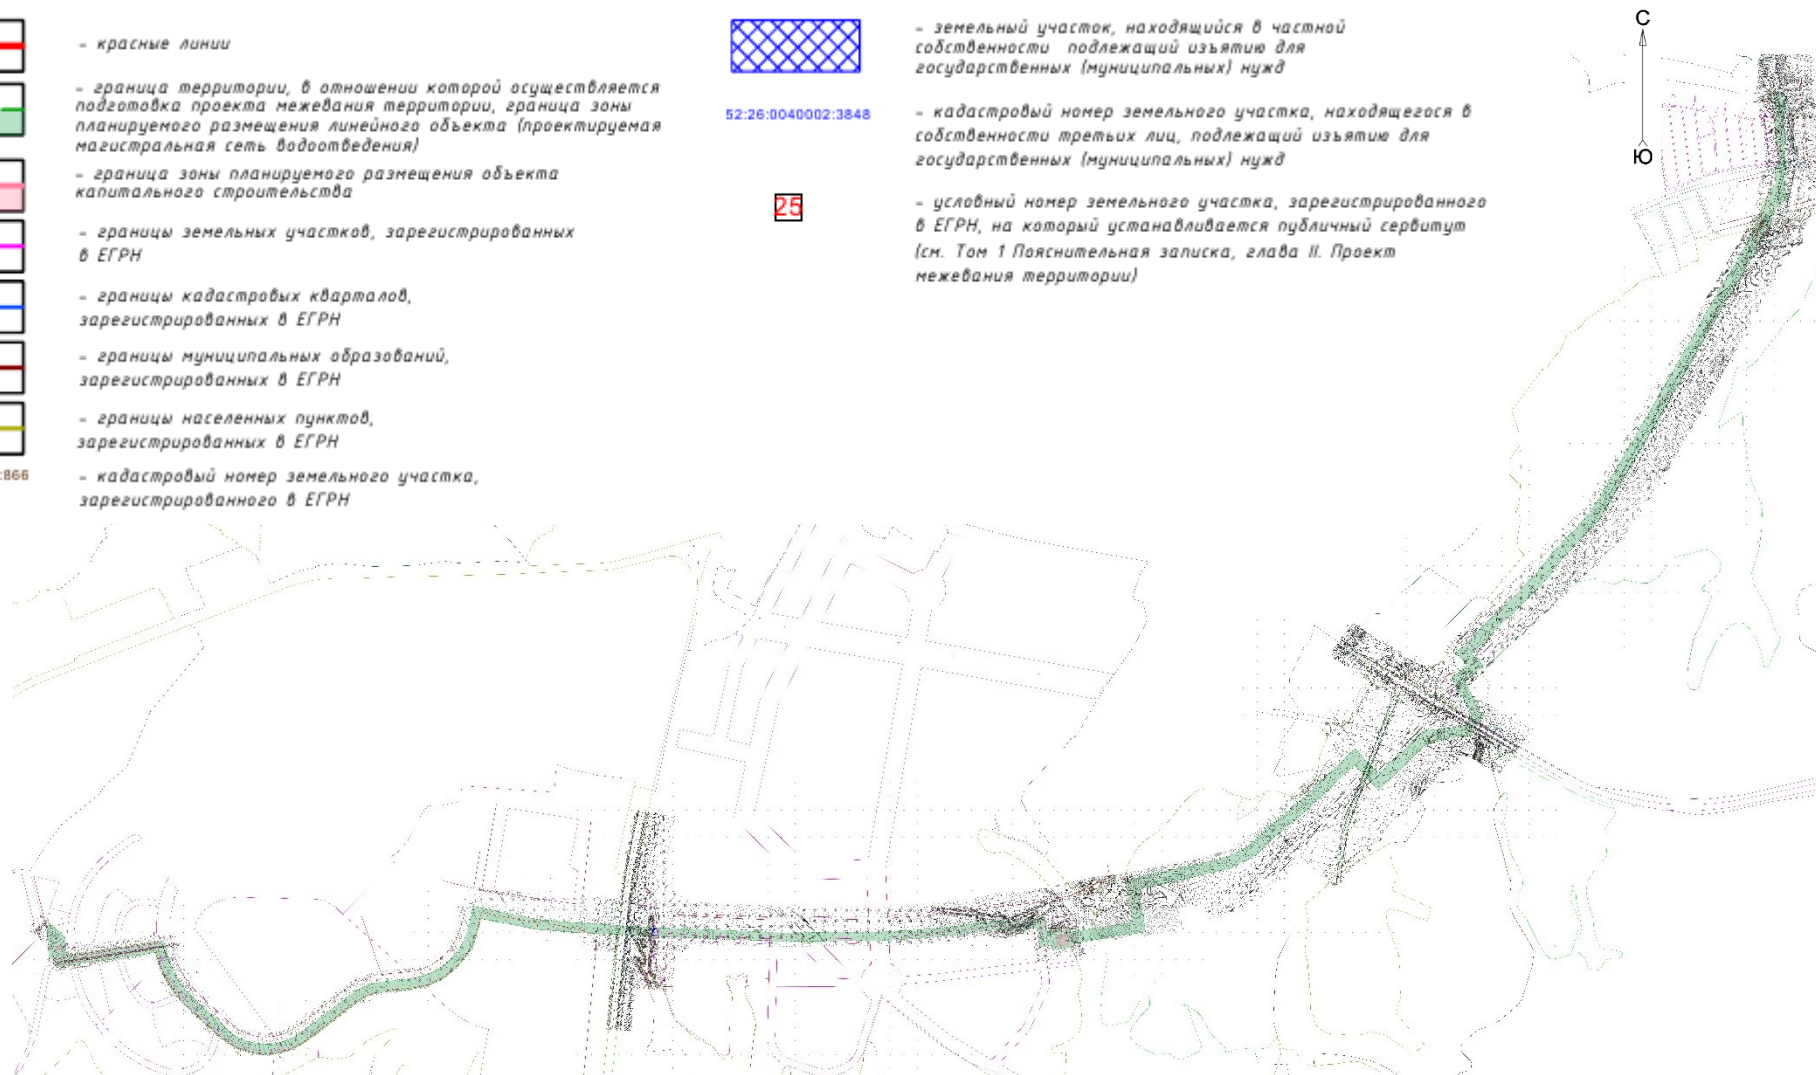 - красные линии
- граница территории, в отношении которой осуществляется
подготовка проекта межевания территории, граница зоны
планируемого размещения линейного объекта (проектируемая
магистральная сеть водоотведения)
- граница зоны планируемого размещения объекта
капитального строительства
- границы земельных участков, зарегистрированных
в ЕГРН
- границы кадастровых кварталов,
зарегистрированных в ЕГРН
- границы муниципальных образований,
зарегистрированных в ЕГРН
- границы населенных пунктов,
зарегистрированных в ЕГРН
:866
- кадастровый номер земельного участка,
зарегистрированного в ЕГРН
- земельный участок, находящийся в частной
собственности подлежащий изъятию для
государственных (муниципальных) нужд
52:26:0040002:3848
- кадастровый номер земельного участка, находящегося в
собственности третьих лиц, подлежащий изъятию для
государственных (муниципальных) нужд
25
- условный номер земельного участка, зарегистрированного
в ЕГРН, на который устанавливается публичный сервитут
(см. Том 1 Пояснительная записка, глава II. Проект
межевания территории)
С
Ю